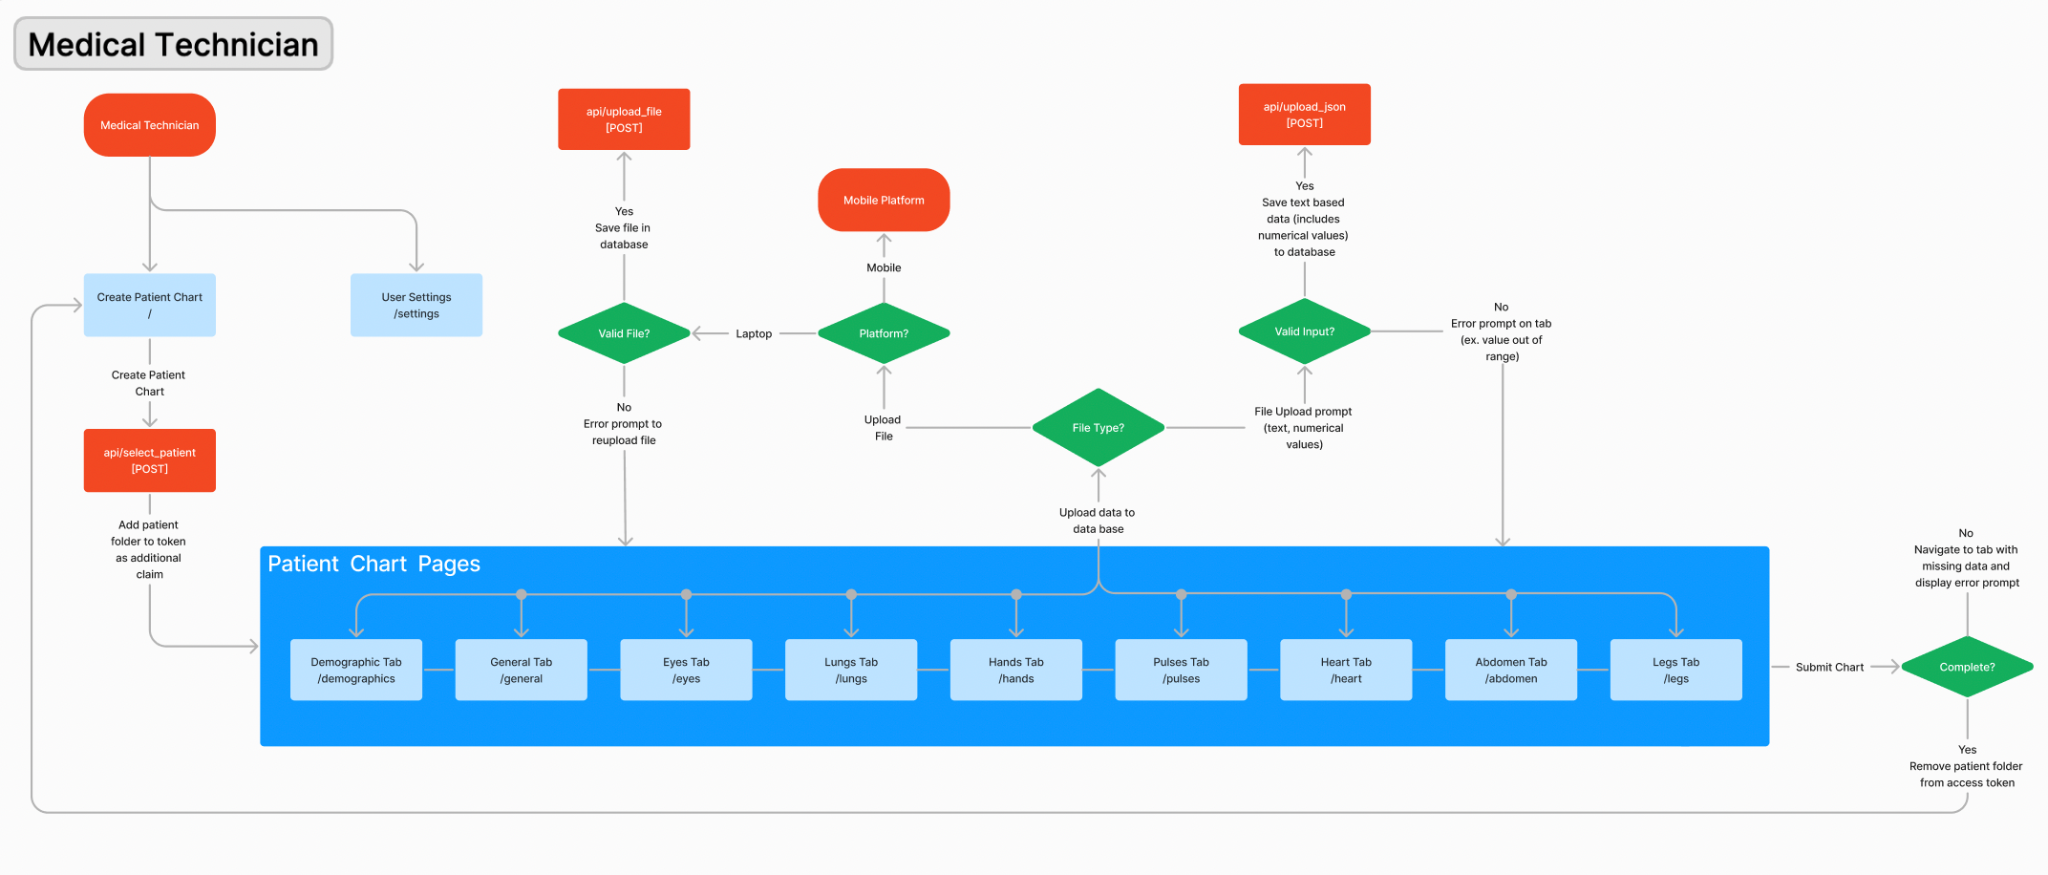 Medical Technician
Medical Technician
Create Patient Chart
/
User Settings
/settings
Create Patient
Chart
api/select_patient
[POST]
Add patient
folder to token
as additional
claim
api/upload_file
[POST]
Yes
Save file in
database
Valid File?
No
Error prompt to
reupload file
Laptop
Mobile Platform
Mobile
Platform?
Upload
File
File Type?
Upload data to
data base
api/upload_json
[POST]
Yes
Save text based
data (includes
numerical values)
to database
Valid Input?
File Upload prompt
(text, numerical
values)
No
Error prompt on tab
(ex. value out of
range)
Patient Chart Pages
Demographic Tab
/demographics
General Tab
/general
Eyes Tab
/eyes
Lungs Tab
/lungs
Hands Tab
/hands
Pulses Tab
/pulses
Heart Tab
/heart
Abdomen Tab
/abdomen
Legs Tab
/legs
Submit Chart
No
Navigate to tab with
missing data and
display error prompt
Complete?
Yes
Remove patient folder
from access token